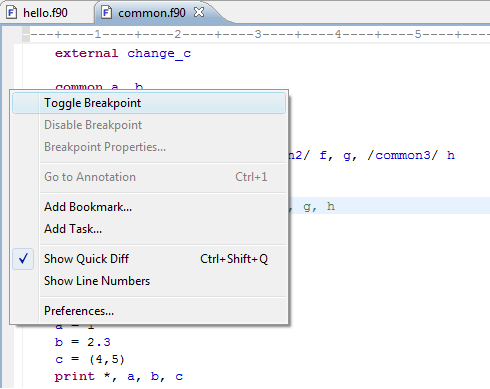 hello.f90 common.f90
----+----1----+----2----+----3----+----4----+----5----+--
external change_c
common a, b
Toggle Breakpoint
Disable Breakpoint
Breakpoint Properties...
n2/ f, g, /common3/ h
Go to Annotation Ctrl+1
Add Bookmark...
, g, h
Add Task...
Show Quick Diff Ctrl+Shift+Q
Show Line Numbers
Preferences...
a = 1
b = 2.3
c = (4,5)
print *, a, b, c